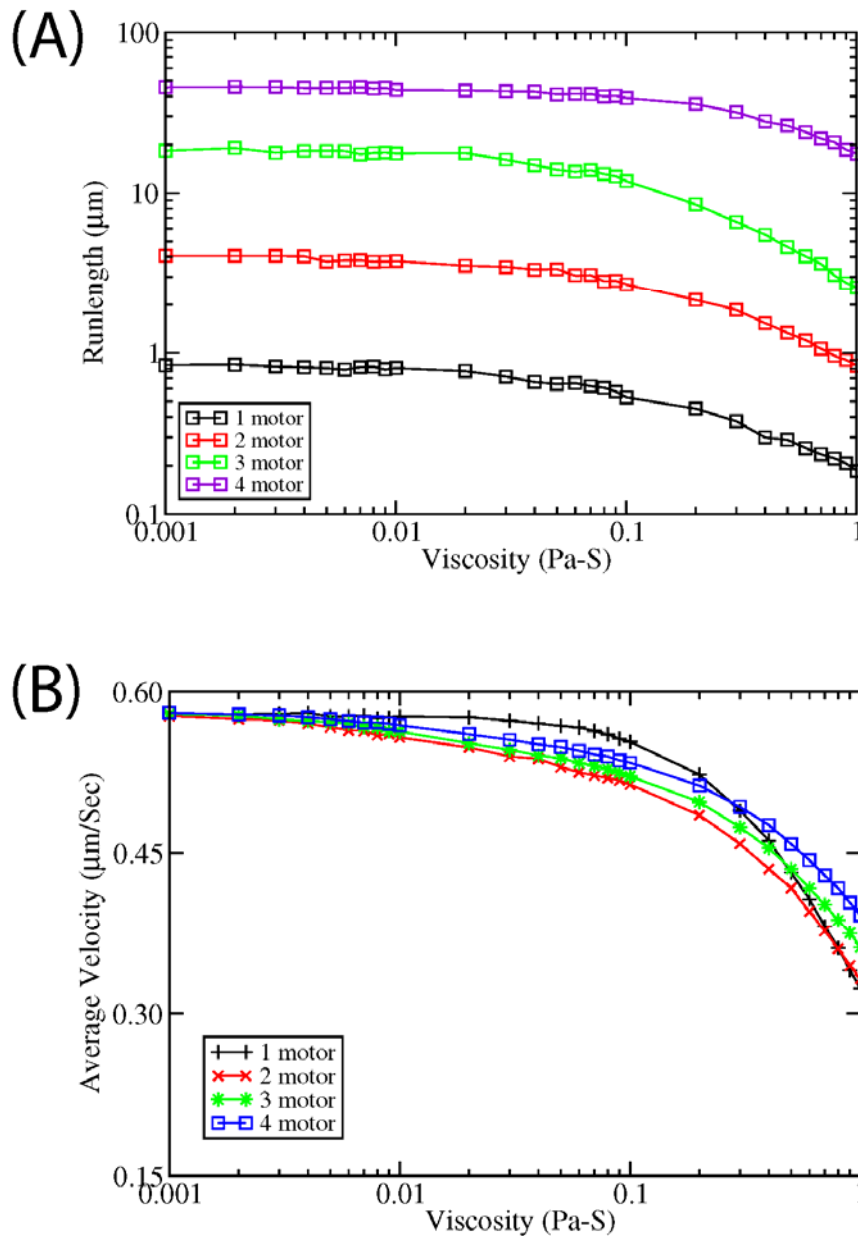 (A)
100
10
1
0.1
Runlength (μm)
1 motor
2 motor
3 motor
4 motor
0.001
0.01
0.1
1
Viscosity (Pa-S)
(B)
0.60
0.45
0.30
0.15
Average Velocity (μm/Sec)
1 motor
2 motor
3 motor
4 motor
0.001
0.01
0.1
Viscosity (Pa-S)